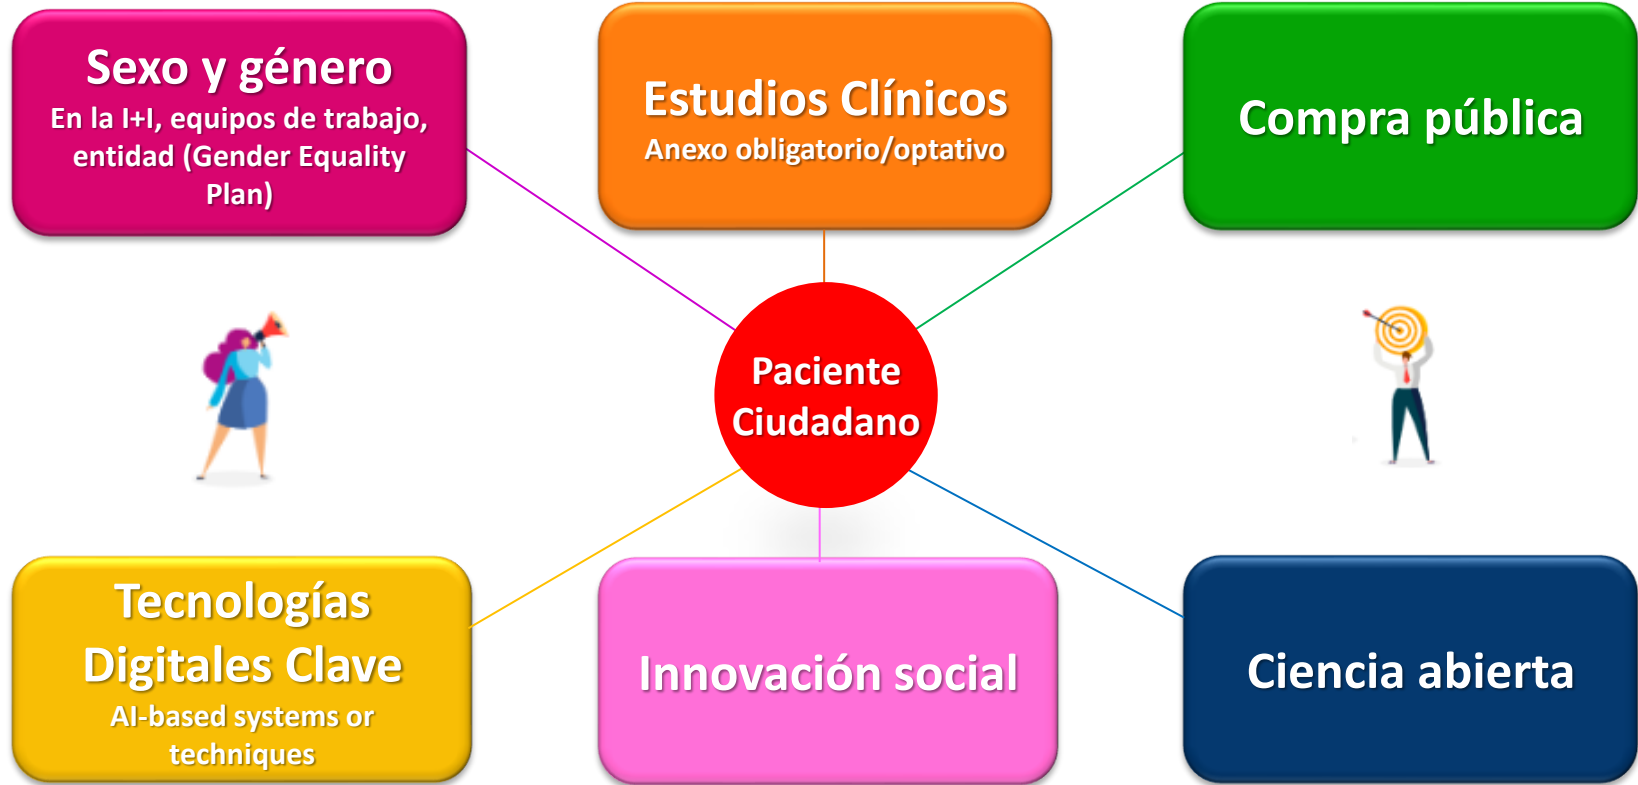 Sexo y género
En la I+I, equipos de trabajo,
entidad (Gender Equality
Plan)
Estudios Clínicos
Anexo obligatorio/optativo
Compra pública
Paciente
Ciudadano
Tecnologías
Digitales Clave
AI-based systems or
techniques
Innovación social
Ciencia abierta